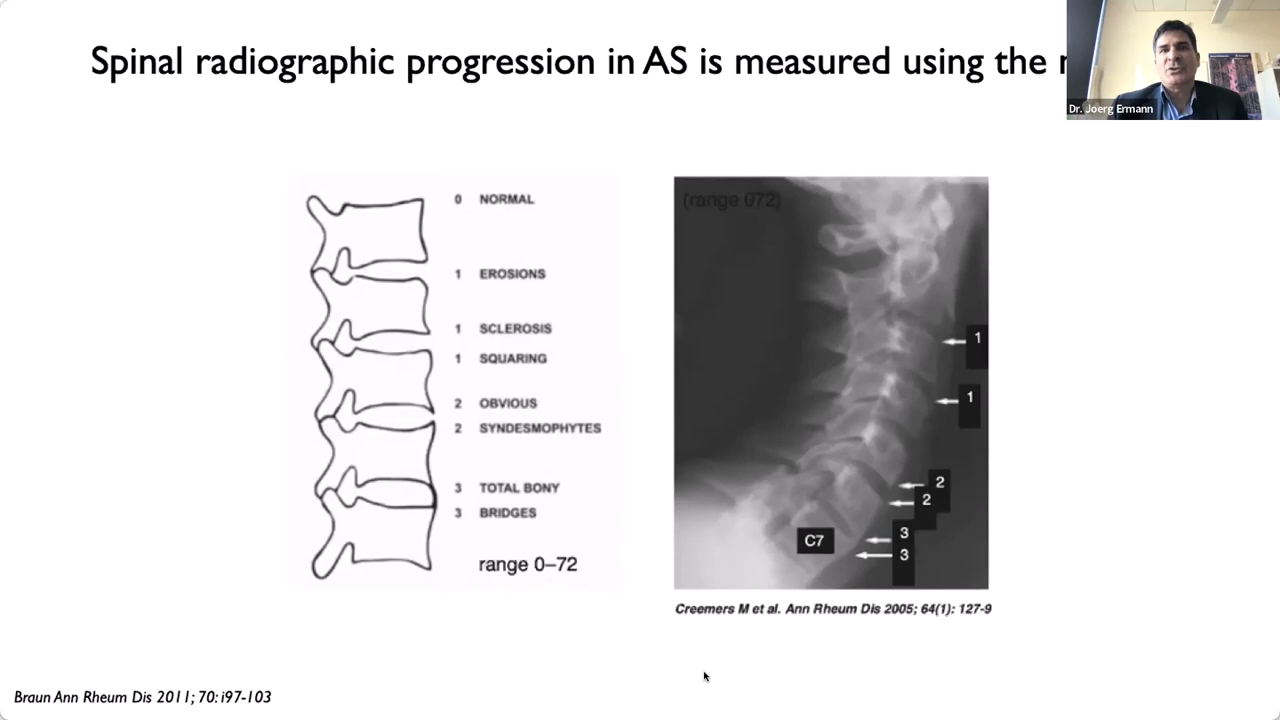 Spinal radiographic progression in AS is measured using the
Dr. Joerg Ermann
0 NORMAL
1 EROSIONS
1 SCLEROSIS
1 SQUARING
2 OBVIOUS
2 SYNDESMOPHYTES
3 TOTAL BONY
3 BRIDGES
range 0–72
(range 072)
1
1
2
2
3
3
C7
Creemers M et al. Ann Rheum Dis 2005; 64(1): 127-9
Braun Ann Rheum Dis 2011; 70: i97-103